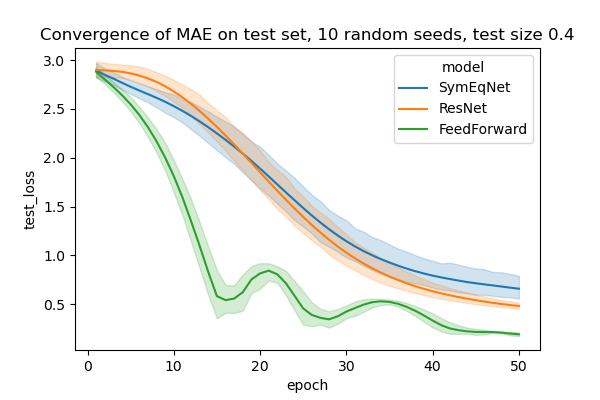 Convergence of MAE on test set, 10 random seeds, test size 0.4
model
SymEqNet
ResNet
FeedForward
3.0
2.5
2.0
1.5
1.0
0.5
test_loss
0 10 20 30 40 50
epoch